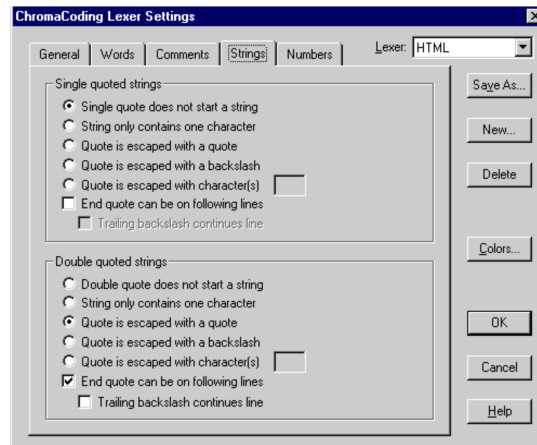 ChromaCoding Lexer Settings
General Words Comments Strings Numbers
Lexer: HTML
Single quoted strings
Single quote does not start a string
String only contains one character
Quote is escaped with a quote
Quote is escaped with a backslash
Quote is escaped with character(s)
End quote can be on following lines
Trailing backslash continues line
Double quoted strings
Double quote does not start a string
String only contains one character
Quote is escaped with a quote
Quote is escaped with a backslash
Quote is escaped with character(s)
End quote can be on following lines
Trailing backslash continues line
Save As...
New...
Delete
Colors...
OK
Cancel
Help